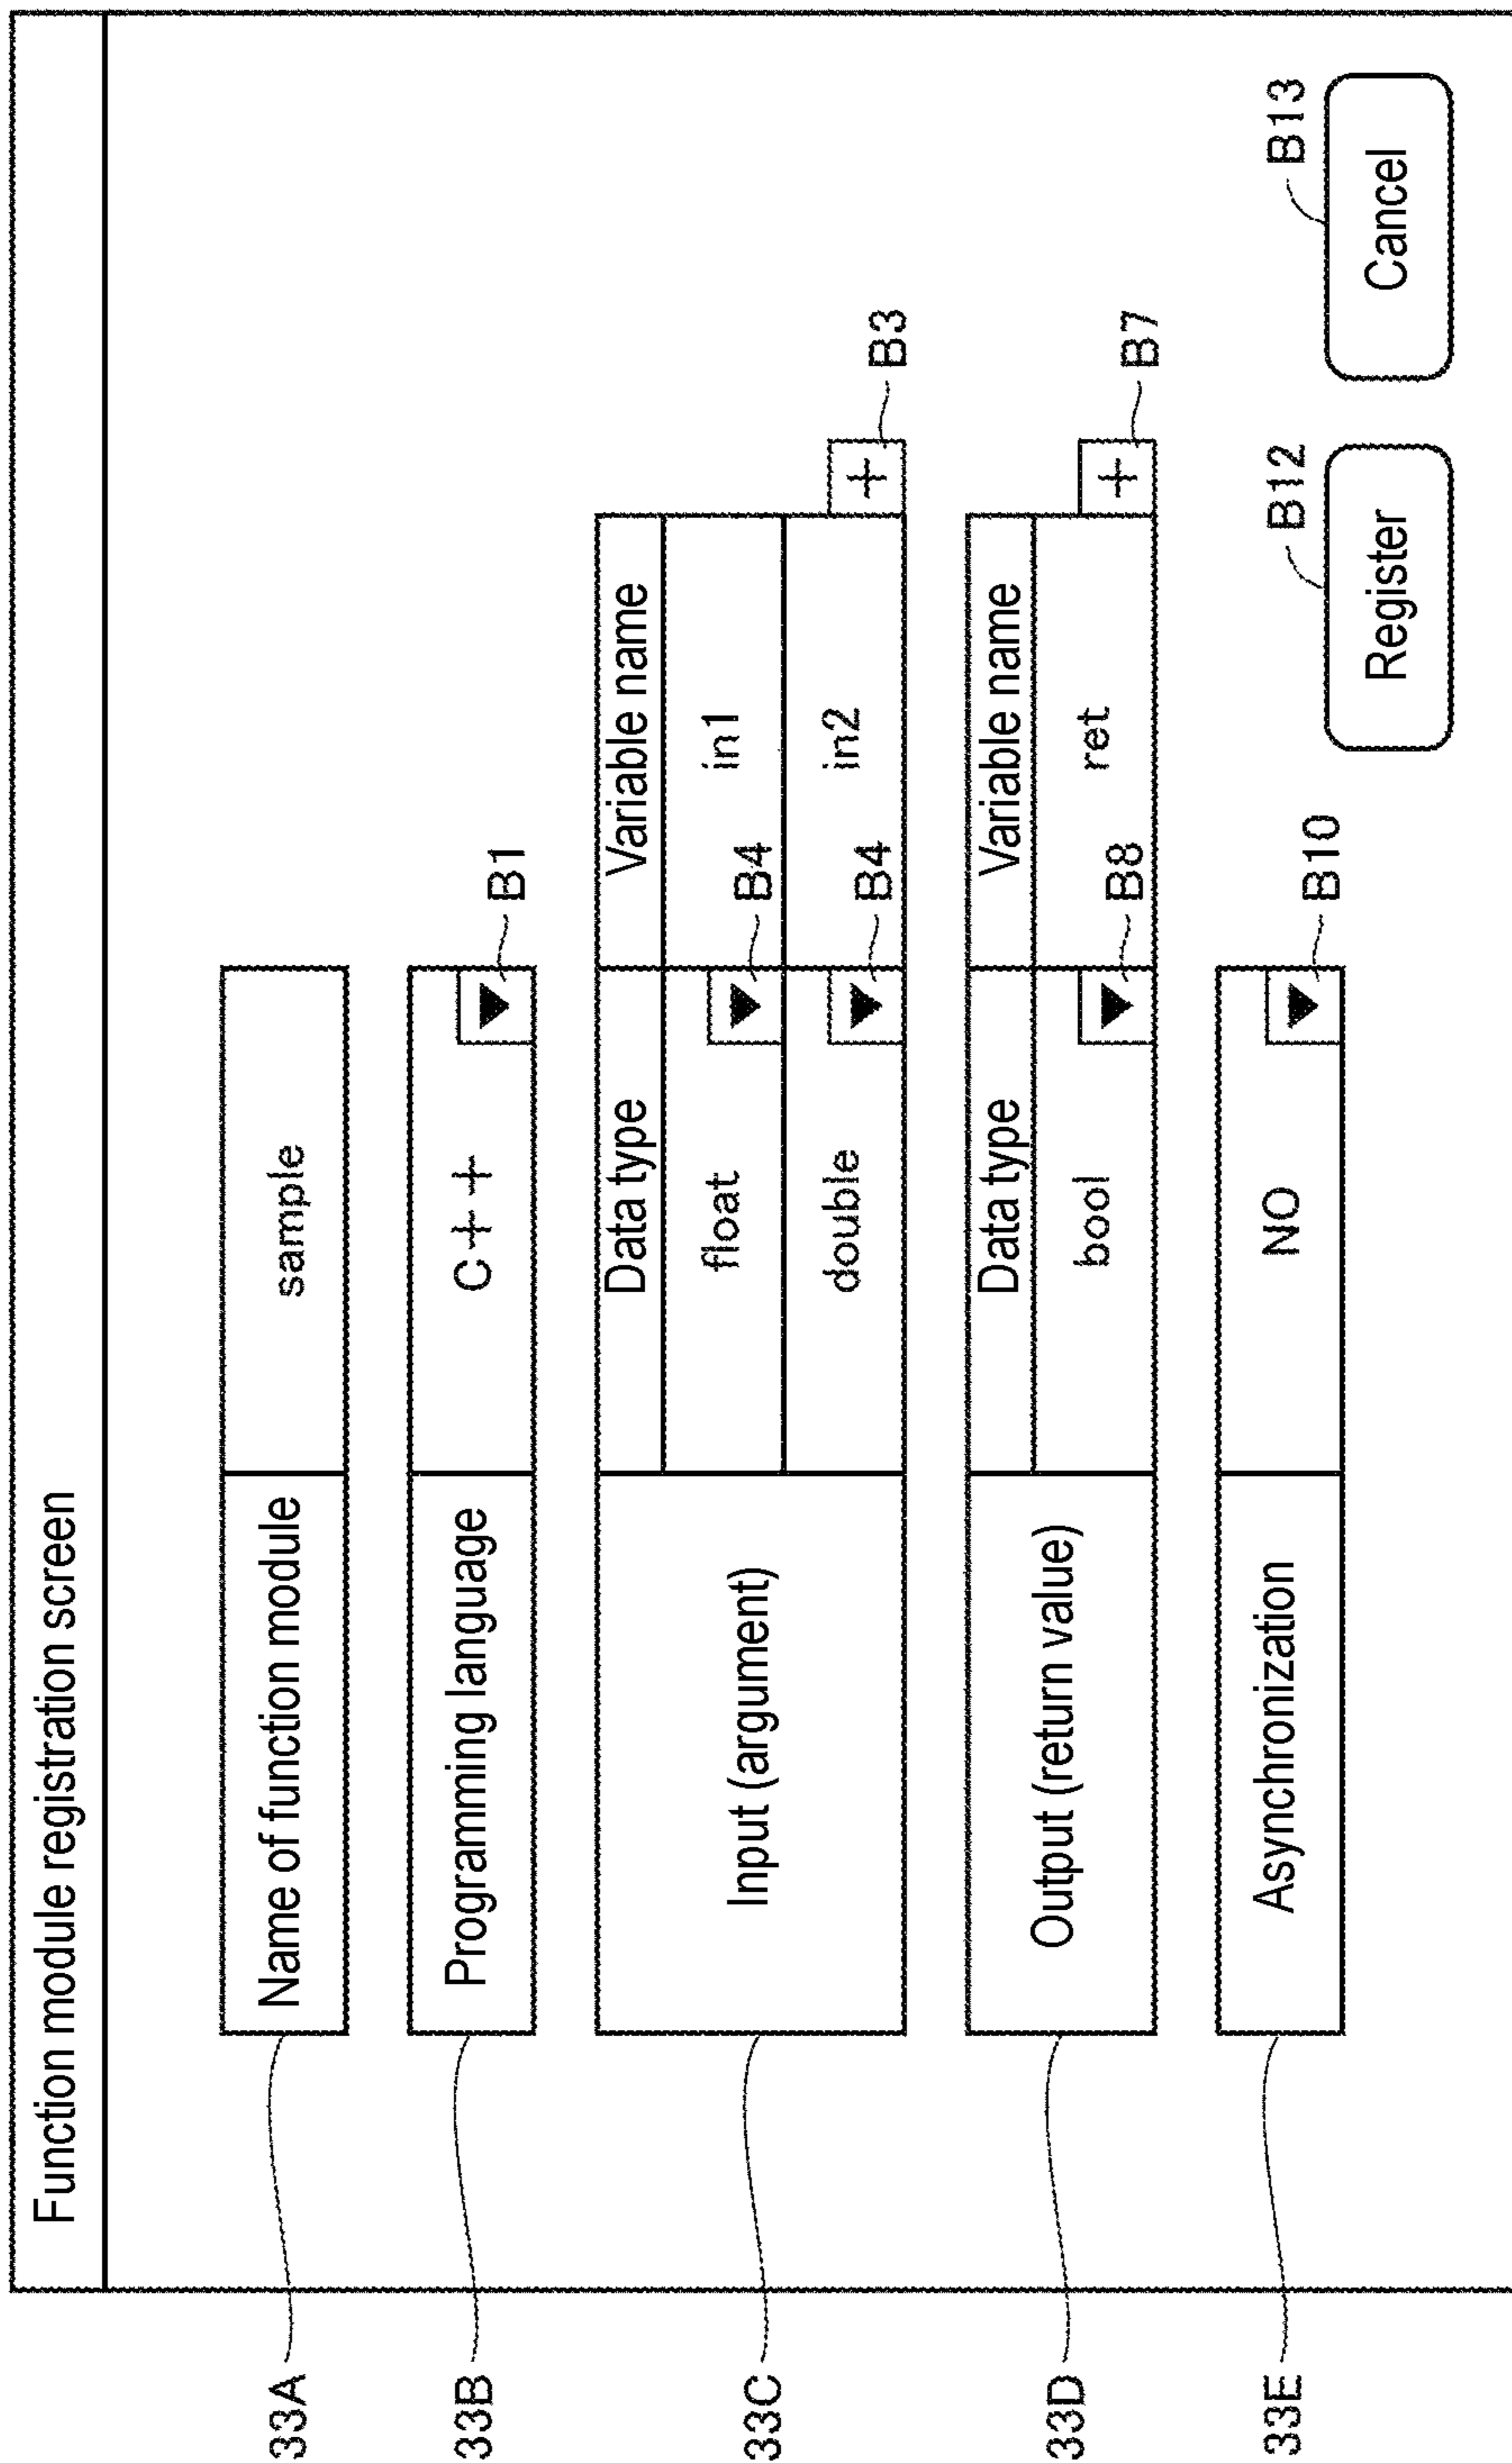 Function module registration screen
33A
Name of function module
sample
33B
Programming language
C++
B1
33C
Input (argument)
Data type
Variable name
float
B4
in1
double
B4
in2
+
B3
33D
Output (return value)
Data type
Variable name
bool
B8
ret
+
B7
33E
Asynchronization
NO
B10
B12
Register
B13
Cancel